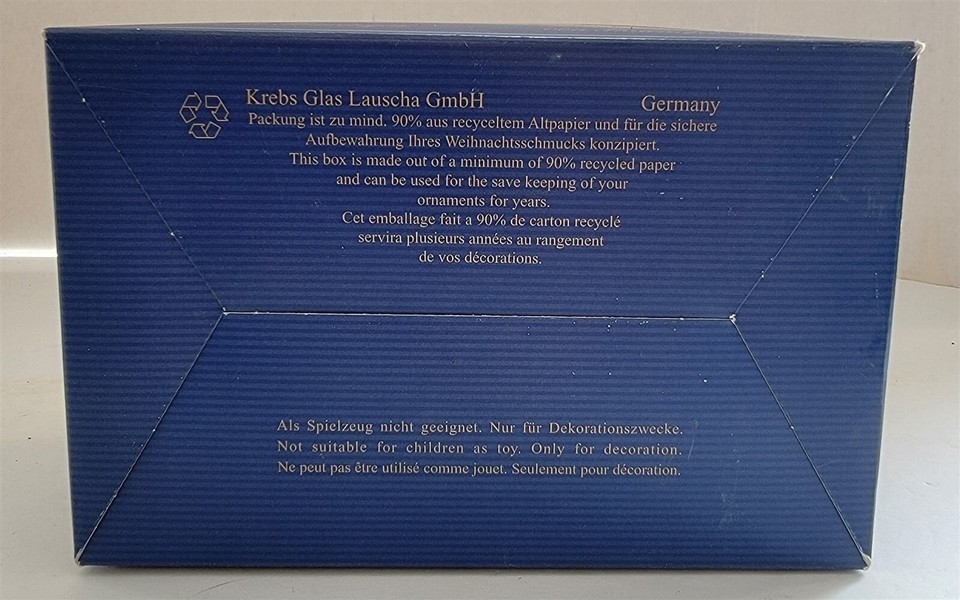 Krebs Glas Lauscha GmbH Germany
Packung ist zu mind. 90% aus recyceltem Altpapier und für die sichere
Aufbewahrung Ihres Weihnachtsschmucks konzipiert.
This box is made out of a minimum of 90% recycled paper
and can be used for the save keeping of your
ornaments for years.
Cet emballage fait a 90% de carton recyclé
servira plusieurs années au rangement
de vos décorations.
Als Spielzeug nicht geeignet. Nur für Dekorationszwecke.
Not suitable for children as toy. Only for decoration.
Ne peut pas être utilisé comme jouet. Seulement pour décoration.